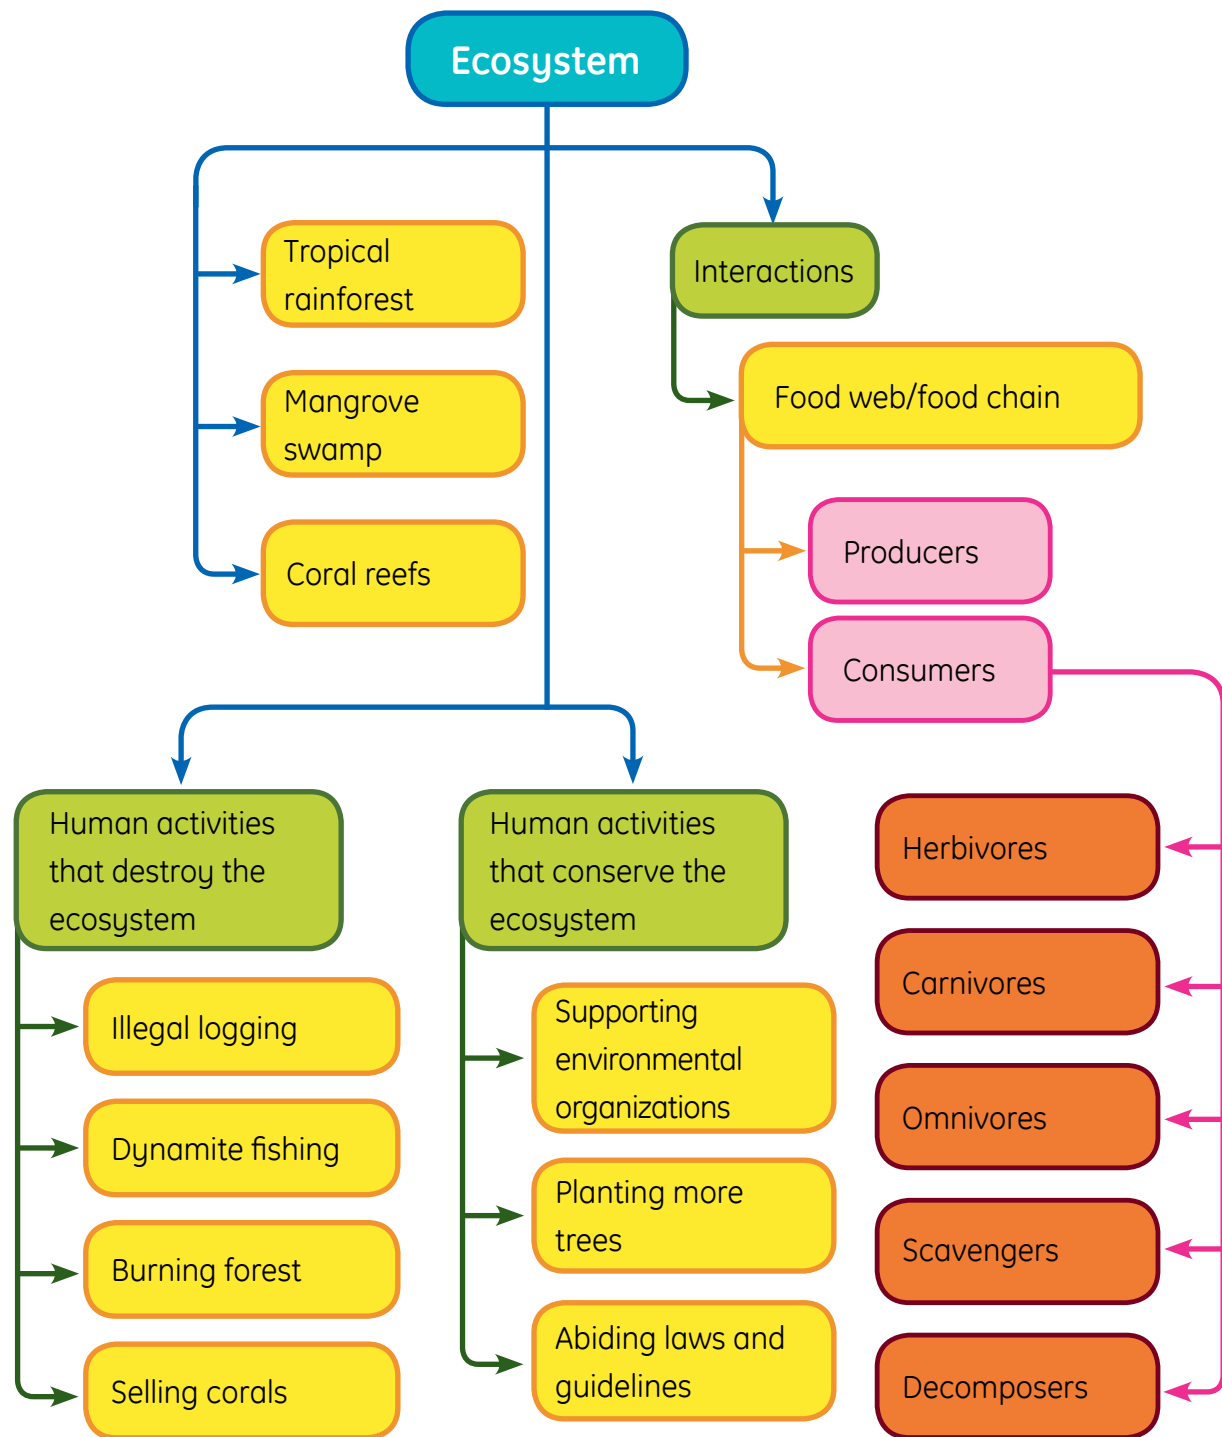 Ecosystem
Tropical
rainforest
Mangrove
swamp
Coral reefs
Interactions
Food web/food chain
Producers
Consumers
Human activities
that destroy the
ecosystem
Illegal logging
Dynamite fishing
Burning forest
Selling corals
Human activities
that conserve the
ecosystem
Supporting
environmental
organizations
Planting more
trees
Abiding laws and
guidelines
Herbivores
Carnivores
Omnivores
Scavengers
Decomposers